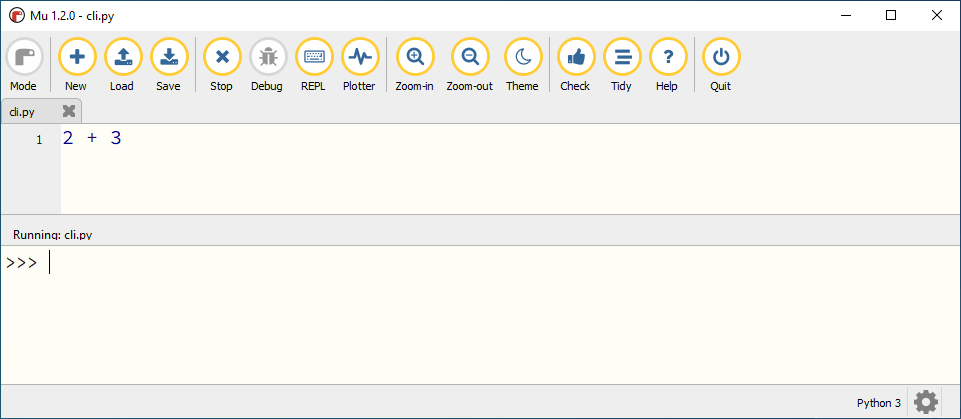 Mu 1.2.0 - cli.py
Mode New Load Save Stop Debug REPL Plotter Zoom-in Zoom-out Theme Check Tidy Help Quit
cli.py
1 2 + 3
Running: cli.py
>>>
Python 3